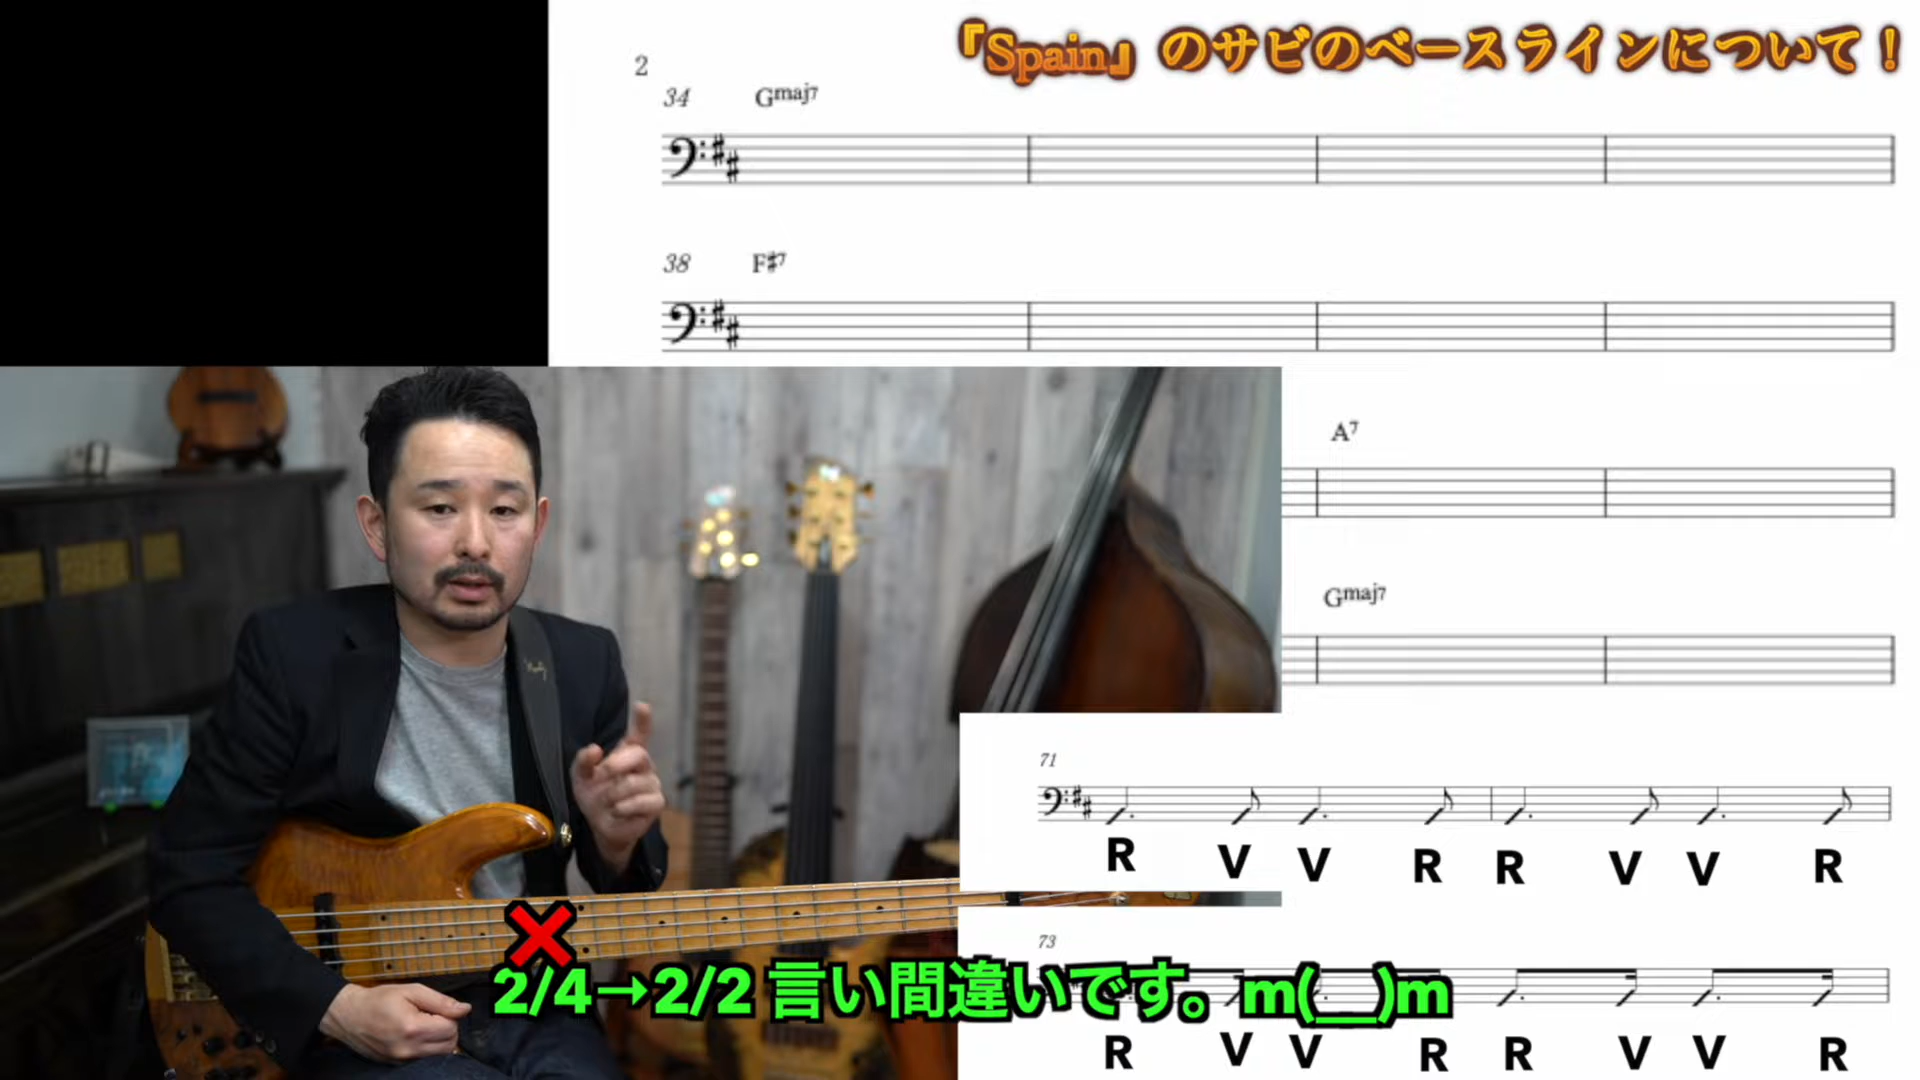 『Spain』のサビのベースラインについて！
2
34 Gmaj7
38 F#7
A7
Gmaj7
71
R V V R R V V R
73
2/4→2/2 言い間違いです。m(__)m
R V V R R V V R